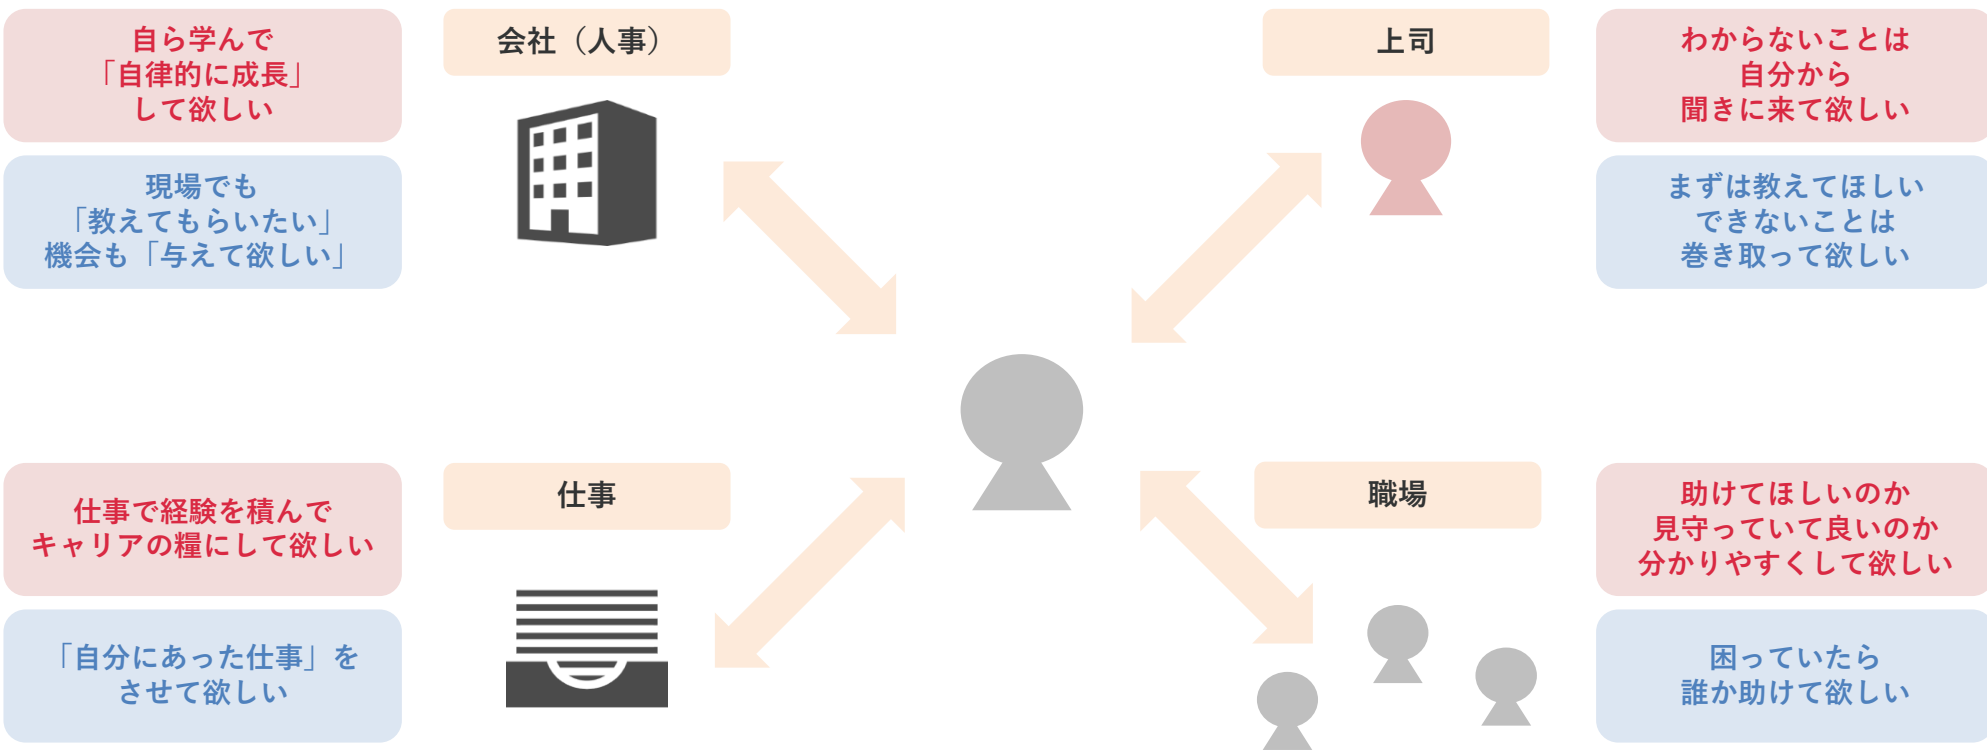 自ら学んで
「自律的に成長」
して欲しい
現場でも
「教えてもらいたい」
機会も「与えて欲しい」
会社（人事）
上司
わからないことは
自分から
聞きに来て欲しい
まずは教えてほしい
できないことは
巻き取って欲しい
仕事で経験を積んで
キャリアの糧にして欲しい
「自分にあった仕事」を
させて欲しい
仕事
職場
助けてほしいのか
見守っていて良いのか
分かりやすくして欲しい
困っていたら
誰か助けて欲しい